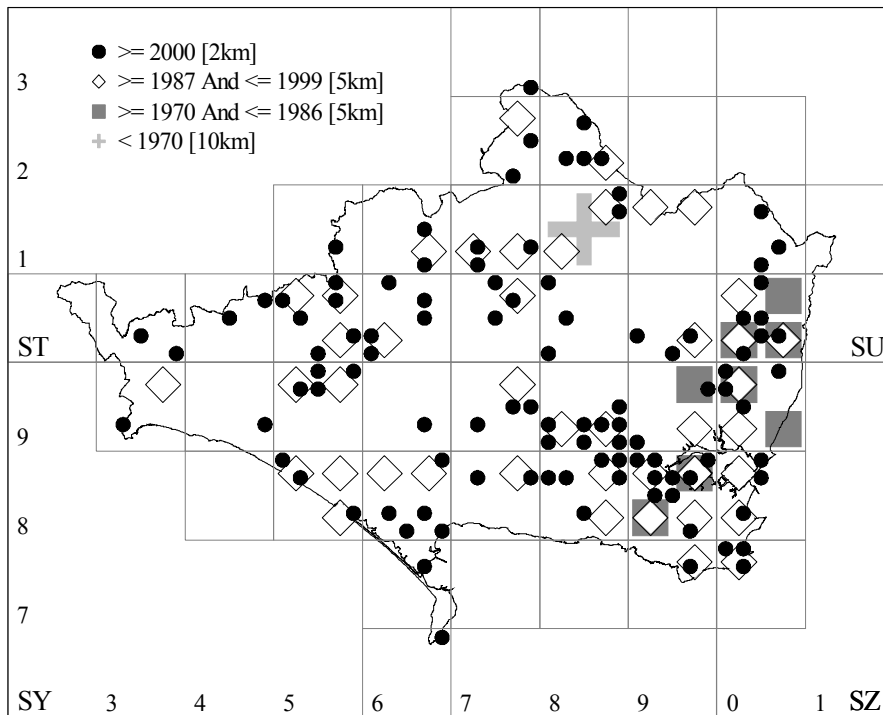 >= 2000 [2km]
>= 1987 And <= 1999 [5km]
>= 1970 And <= 1986 [5km]
< 1970 [10km]
3
2
1
ST
SU
9
8
7
SY 3 4 5 6 7 8 9 0 1 SZ